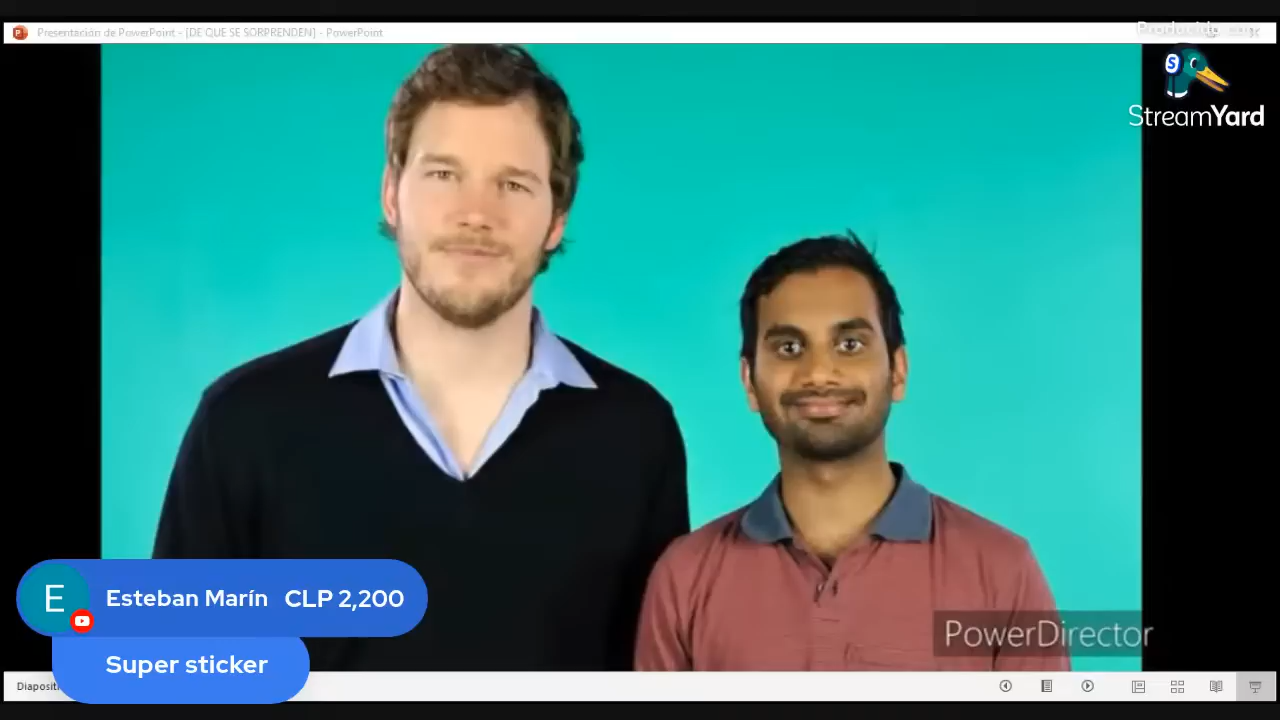 Presentación de PowerPoint - [DE QUE SE SORPRENDEN] - PowerPoint
StreamYard
Esteban Marín CLP 2,200
Super sticker
PowerDirector